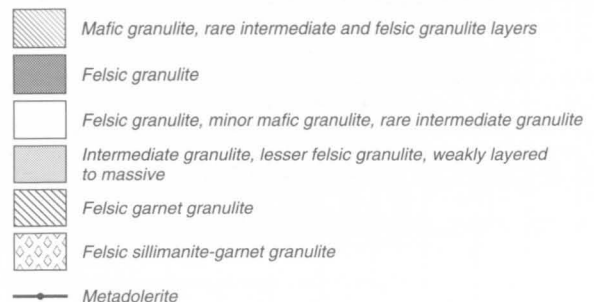 Mafic granulite, rare intermediate and felsic granulite layers
Felsic granulite
Felsic granulite, minor mafic granulite, rare intermediate granulite
Intermediate granulite, lesser felsic granulite, weakly layered
to massive
Felsic garnet granulite
Felsic sillimanite-garnet granulite
Metadolerite